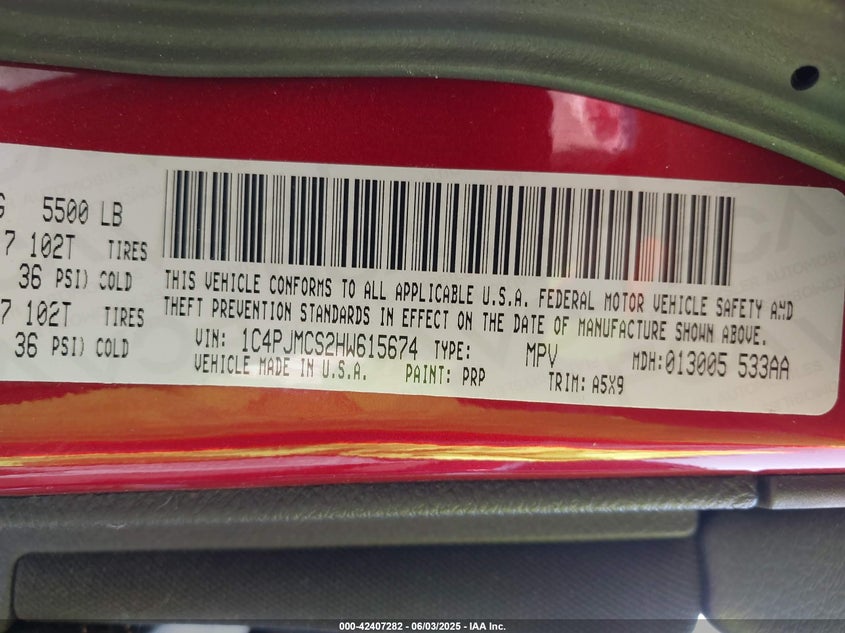 G 5500 LB
7 102T TIRES
36 PSI) COLD
7 102T TIRES
36 PSI) COLD
THIS VEHICLE CONFORMS TO ALL APPLICABLE U.S.A. FEDERAL MOTOR VEHICLE SAFETY AND
THEFT PREVENTION STANDARDS IN EFFECT ON THE DATE OF MANUFACTURE SHOWN ABOVE.
VIN: 1C4PJMCS2HW615674 TYPE: MPV MDH:013005 533AA
VEHICLE MADE IN U.S.A. PAINT: PRP TRIM: A5X9
000-42407282 - 06/03/2025 - IAA Inc.